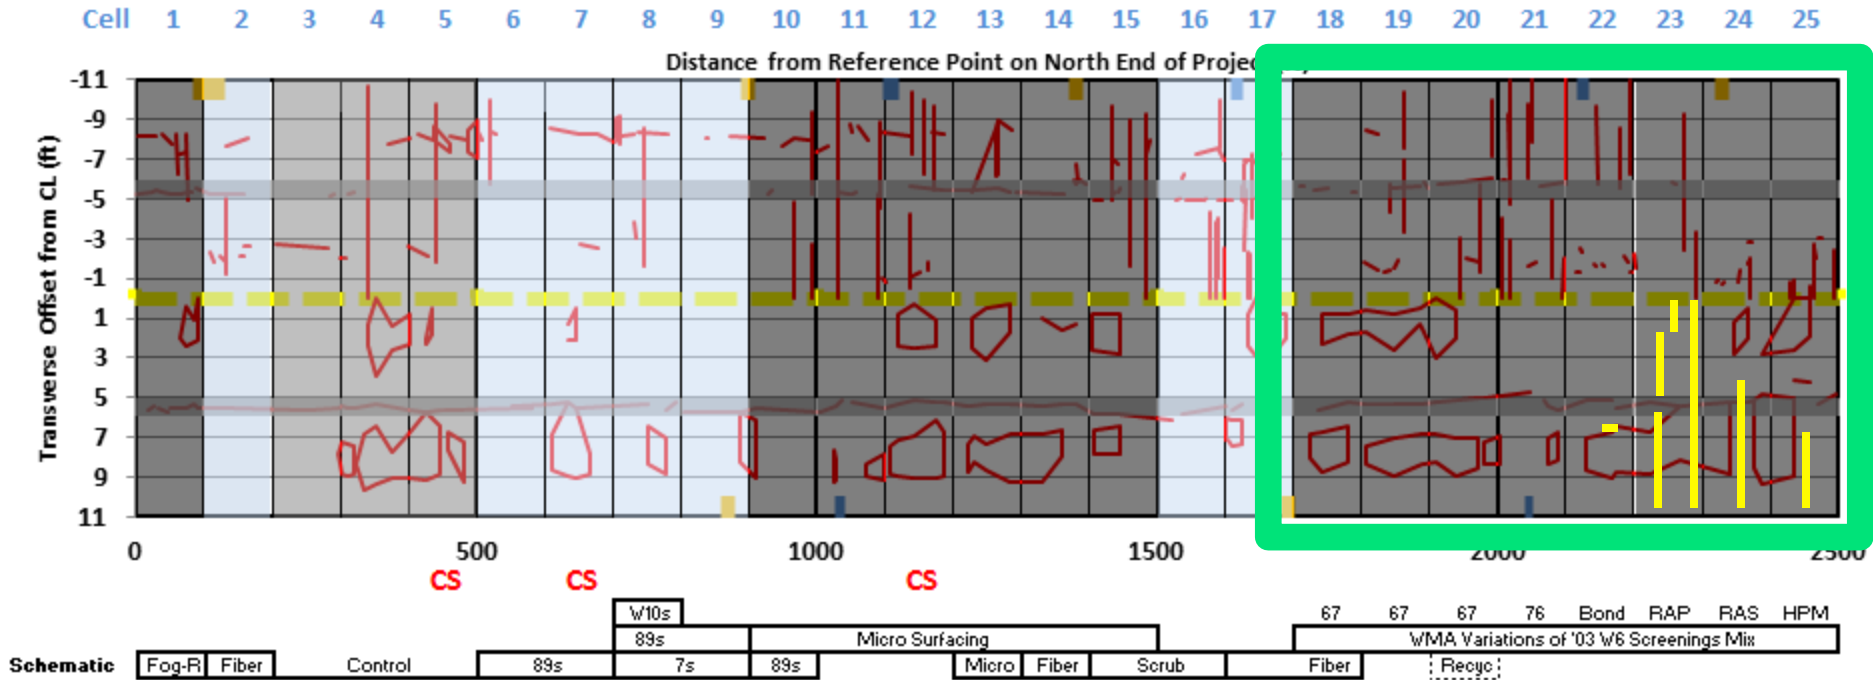 Cell 1 2 3 4 5 6 7 8 9 10 11 12 13 14 15 16 17 18 19 20 21 22 23 24 25
Distance from Reference Point on North End of Projec
Transverse Offset from CL (ft)
-11
-9
-7
-5
-3
-1
1
3
5
7
9
11
0 500 1000 1500 2000 2500
CS CS CS
W10s 67 67 67 76 Bond RAP RAS HPM
89s Micro Surfacing WMA Variations of '03 W6 Screenings Mix
Schematic Fog-R Fiber Control 89s 7s 89s Micro Fiber Scrub Fiber Recyc